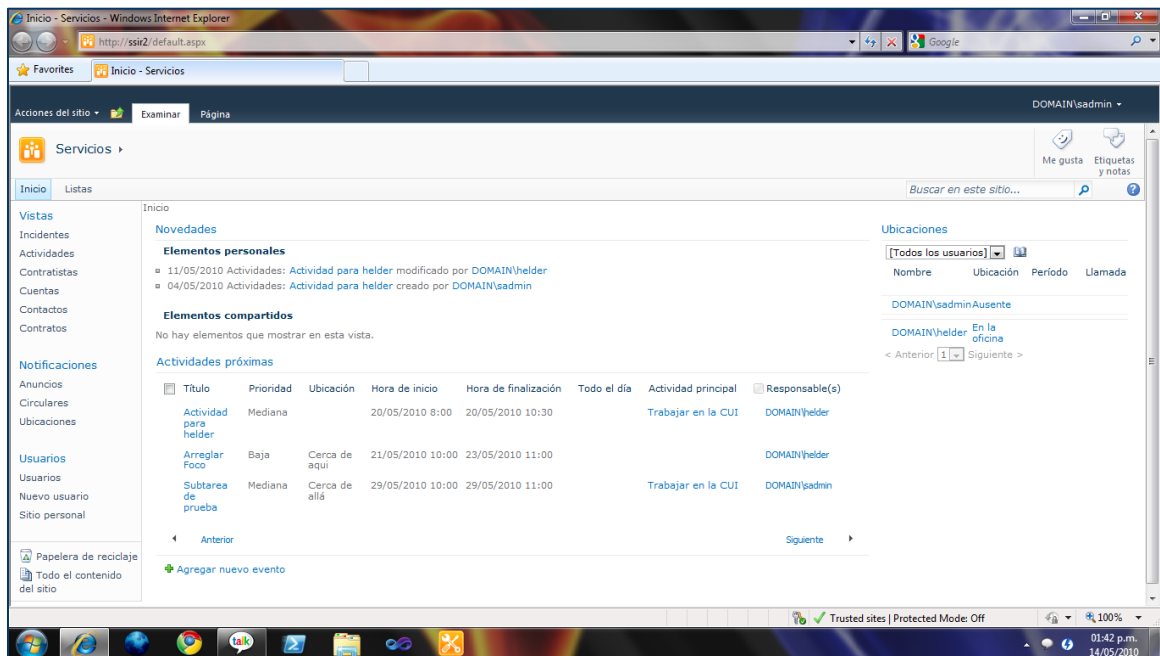 Inicio - Servicios - Windows Internet Explorer
http://ssir2/default.aspx
Google
Favorites
Inicio - Servicios
Acciones del sitio
Examinar
Página
DOMAIN\sadmin
Servicios
Me gusta
Etiquetas y notas
Inicio
Listas
Buscar en este sitio...
Vistas
Incidentes
Actividades
Contratistas
Cuentas
Contactos
Contratos
Notificaciones
Anuncios
Circulares
Ubicaciones
Usuarios
Usuarios
Nuevo usuario
Sitio personal
Papelera de reciclaje
Todo el contenido
del sitio
Inicio
Novedades
Elementos personales
11/05/2010 Actividades: Actividad para helder modificado por DOMAIN\helder
04/05/2010 Actividades: Actividad para helder creado por DOMAIN\sadmin
Elementos compartidos
No hay elementos que mostrar en esta vista.
Actividades próximas
Título Prioridad Ubicación Hora de inicio Hora de finalización Todo el día Actividad principal Responsable(s)
Actividad para helder Mediana 20/05/2010 8:00 20/05/2010 10:30 Trabajar en la CUI DOMAIN\helder
Arreglar Foco Baja Cerca de aqui 21/05/2010 10:00 23/05/2010 11:00 DOMAIN\helder
Subtarea de prueba Mediana Cerca de allá 29/05/2010 10:00 29/05/2010 11:00 Trabajar en la CUI DOMAIN\sadmin
Anterior
Siguiente
Agregar nuevo evento
Ubicaciones
[Todos los usuarios]
Nombre Ubicación Período Llamada
DOMAIN\sadmin Ausente
DOMAIN\helder En la oficina
< Anterior 1 Siguiente >
Trusted sites | Protected Mode: Off
100%
talk
01:42 p.m.
14/05/2010